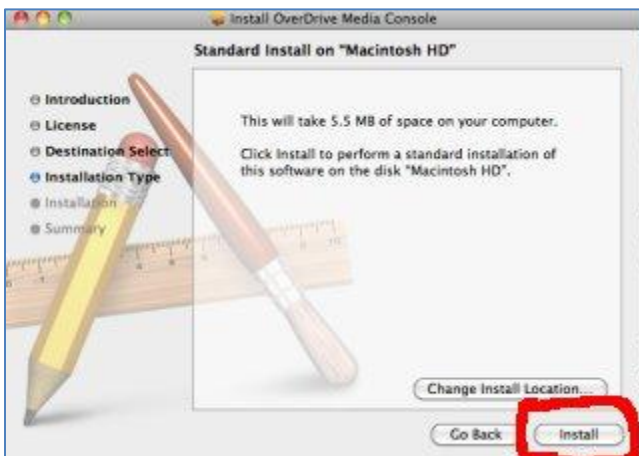 Install OverDrive Media Console
Standard Install on "Macintosh HD"
Introduction
License
Destination Select
Installation Type
Installation
Summary
This will take 5.5 MB of space on your computer.
Click Install to perform a standard installation of
this software on the disk "Macintosh HD".
Change Install Location...
Go Back
Install